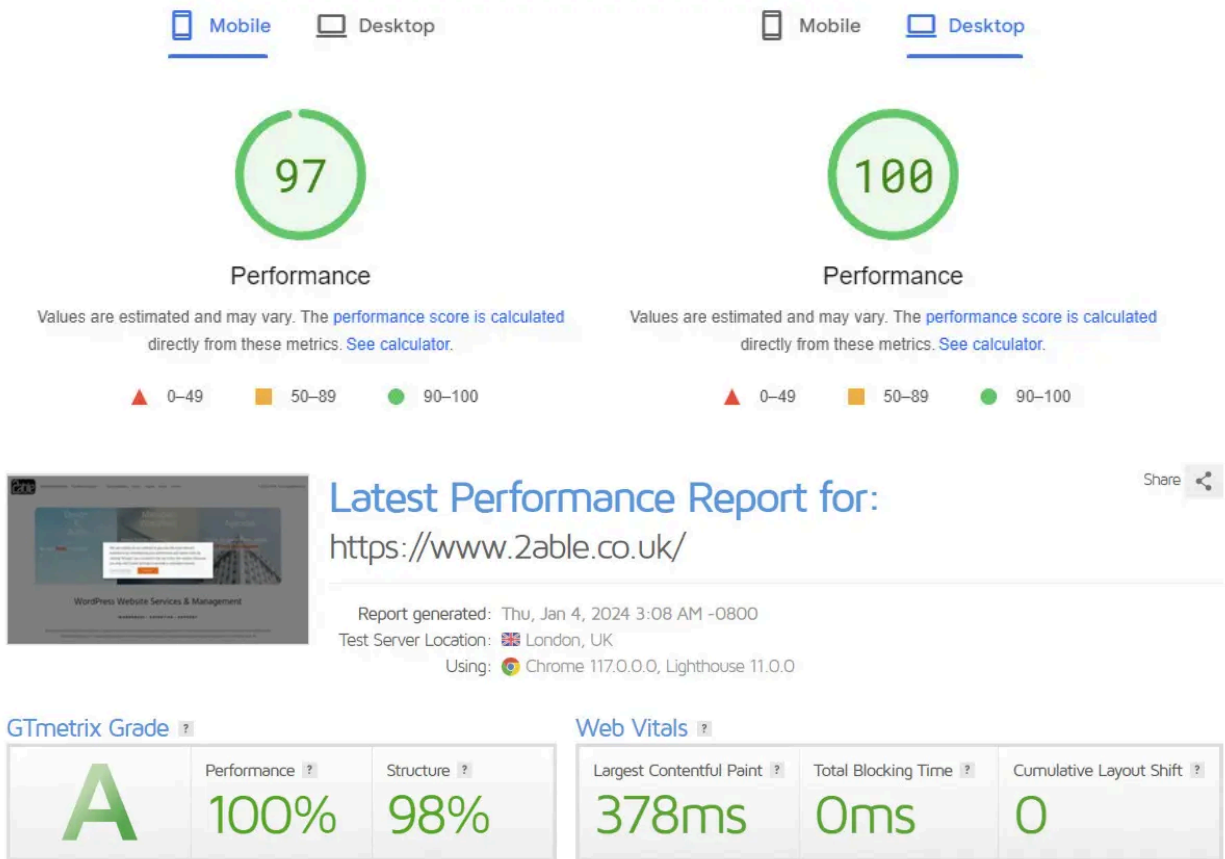 Mobile Desktop
Mobile Desktop
97
100
Performance
Performance
Values are estimated and may vary. The performance score is calculated
directly from these metrics. See calculator.
Values are estimated and may vary. The performance score is calculated
directly from these metrics. See calculator.
0–49 50–89 90–100
0–49 50–89 90–100
2able
WordPress Website Services & Management
Latest Performance Report for:
https://www.2able.co.uk/
Share
Report generated: Thu, Jan 4, 2024 3:08 AM -0800
Test Server Location: London, UK
Using: Chrome 117.0.0.0, Lighthouse 11.0.0
GTmetrix Grade ?
A
Performance ?
100%
Structure ?
98%
Web Vitals ?
Largest Contentful Paint ?
378ms
Total Blocking Time ?
0ms
Cumulative Layout Shift ?
0